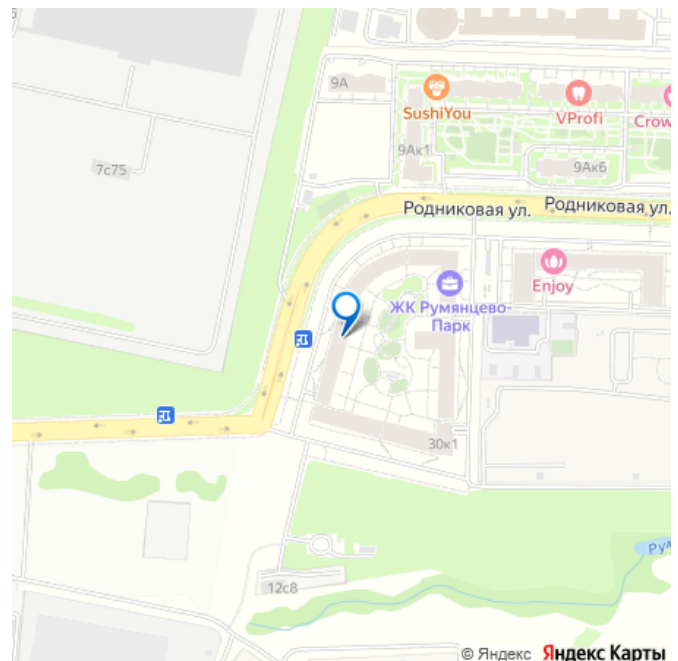 9А
SushiYou
VProfi
Crow
7с75
9Ак1
9Ак6
Родниковая ул.
Родниковая ул.
Enjoy
ЖК Румянцево-
Парк
30к1
Рум
12с8
© Яндекс Яндекс Карты